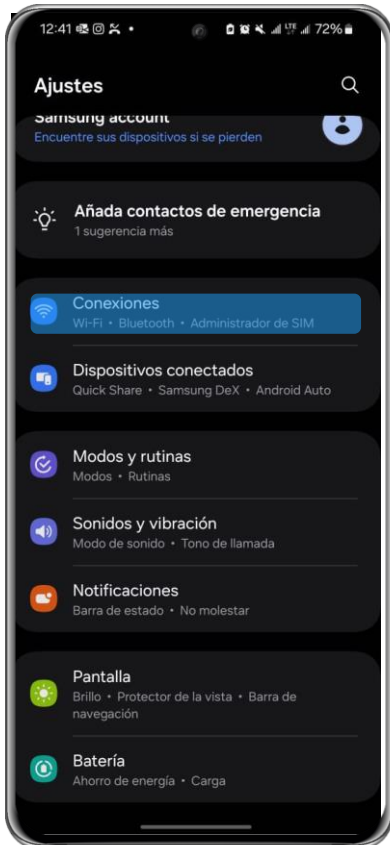 12:41 LTE 72%
Ajustes
Samsung account
Encuentre sus dispositivos si se pierden
Añada contactos de emergencia
1 sugerencia más
Conexiones
Wi-Fi • Bluetooth • Administrador de SIM
Dispositivos conectados
Quick Share • Samsung DeX • Android Auto
Modos y rutinas
Modos • Rutinas
Sonidos y vibración
Modo de sonido • Tono de llamada
Notificaciones
Barra de estado • No molestar
Pantalla
Brillo • Protector de la vista • Barra de
navegación
Batería
Ahorro de energía • Carga